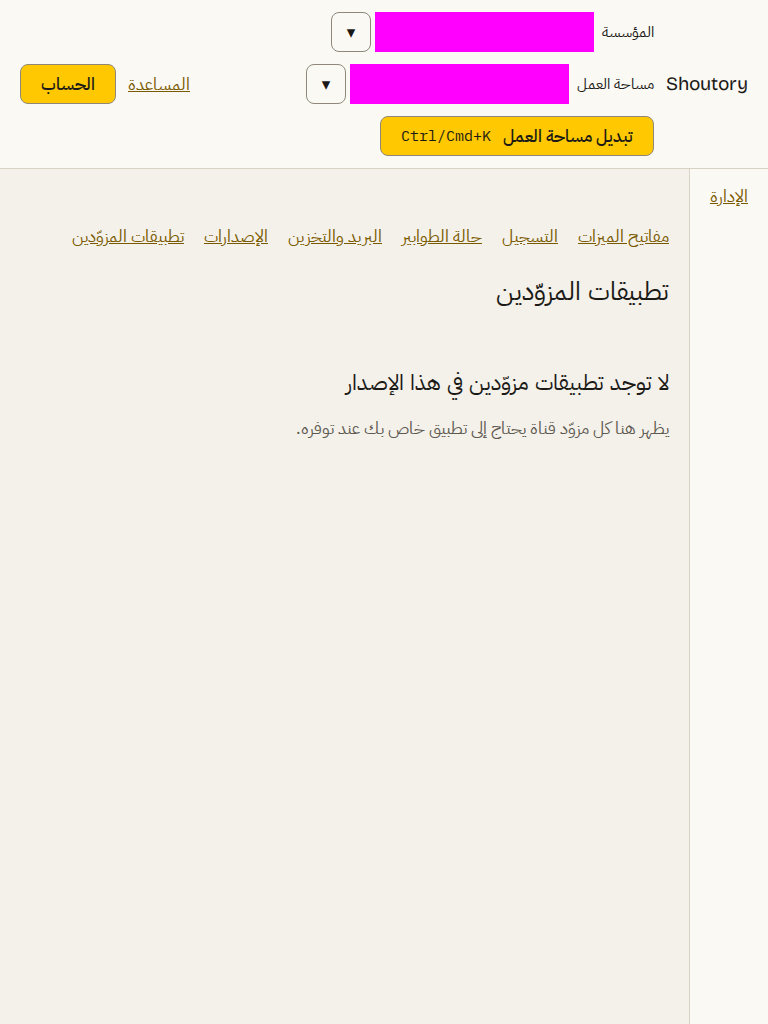 المؤسسة
▼
Shoutory
مساحة العمل
▼
المساعدة
الحساب
تبديل مساحة العمل Ctrl/Cmd+K
الإدارة
مفاتيح الميزات
التسجيل
حالة الطوابير
البريد والتخزين
الإصدارات
تطبيقات المزوّدين
تطبيقات المزوّدين
لا توجد تطبيقات مزوّدين في هذا الإصدار
يظهر هنا كل مزوّد قناة يحتاج إلى تطبيق خاص بك عند توفره.